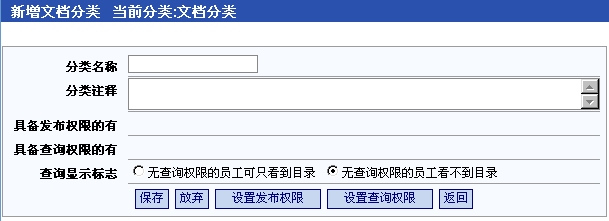 新增文档分类 当前分类:文档分类
分类名称
分类注释
具备发布权限的有
具备查询权限的有
查询显示标志 无查询权限的员工可只看到目录 无查询权限的员工看不到目录
保存 放弃 设置发布权限 设置查询权限 返回